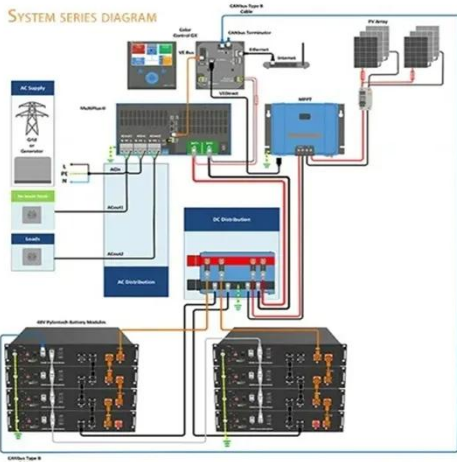 SYSTEM SERIES DIAGRAM
CANbus Type B
Cable
Color
Control GX
CANbus Terminator
PV Array
VE.Bus
Ethernet
Internet
AC Supply
VE.Direct
MultiPlus-II
MPPT
Grid
or
Generator
L
PE
N
ACin
ACout1
Loads
DC Distribution
ACout2
AC Distribution
48V Pylontech Battery Modules
CANbus Type B